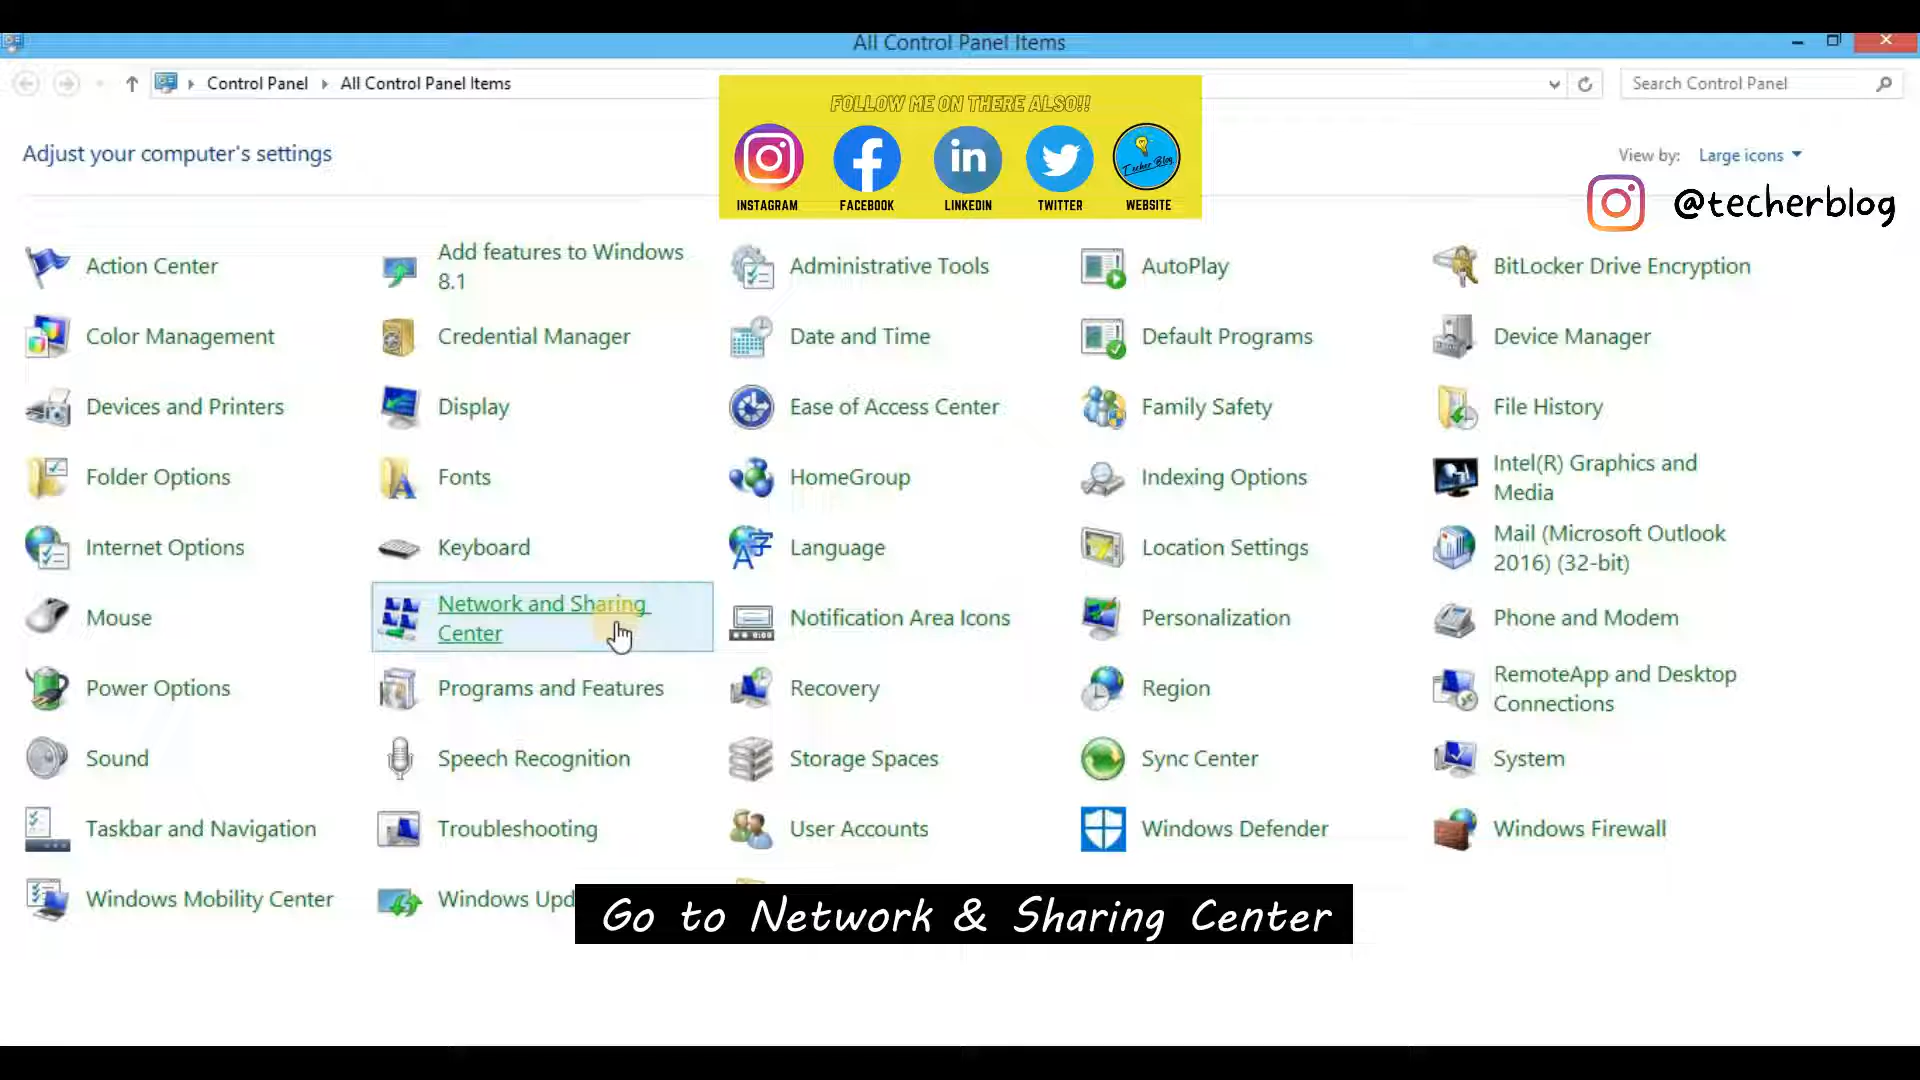 All Control Panel Items
Control Panel
All Control Panel Items
Search Control Panel
FOLLOW ME ON THERE ALSO!!
in
Techer Blog
INSTAGRAM
FACEBOOK
LINKEDIN
TWITTER
WEBSITE
Adjust your computer's settings
View by:
Large icons
@techerblog
Action Center
Add features to Windows
8.1
Administrative Tools
AutoPlay
BitLocker Drive Encryption
Color Management
Credential Manager
Date and Time
Default Programs
Device Manager
Devices and Printers
Display
Ease of Access Center
Family Safety
File History
Folder Options
Fonts
HomeGroup
Indexing Options
Intel(R) Graphics and
Media
Internet Options
Keyboard
Language
Location Settings
Mail (Microsoft Outlook
2016) (32-bit)
Mouse
Network and Sharing
Center
Notification Area Icons
Personalization
Phone and Modem
Power Options
Programs and Features
Recovery
Region
RemoteApp and Desktop
Connections
Sound
Speech Recognition
Storage Spaces
Sync Center
System
Taskbar and Navigation
Troubleshooting
User Accounts
Windows Defender
Windows Firewall
Windows Mobility Center
Windows Upd
Go to Network & Sharing Center